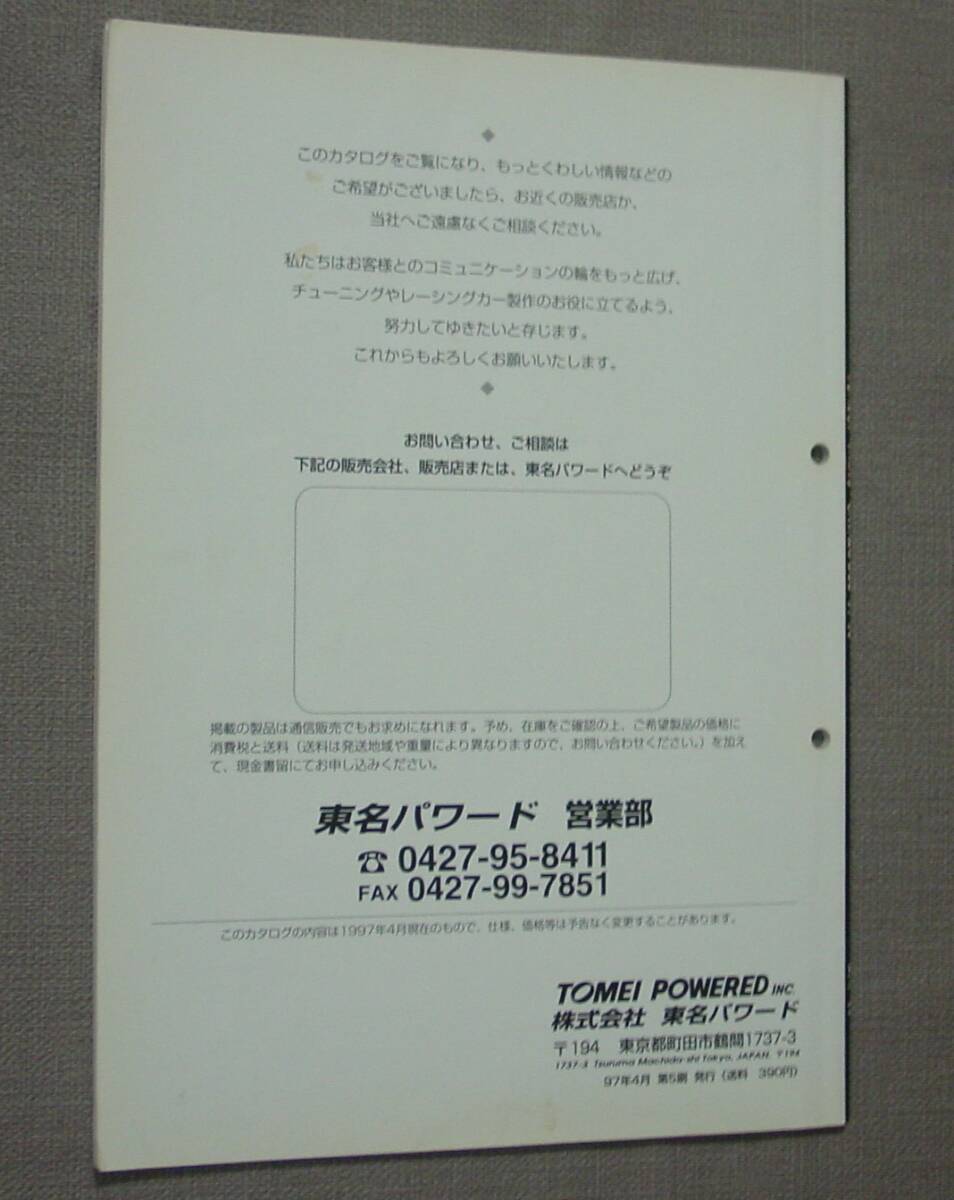 このカタログをご覧になり、もっとくわしい情報などの
ご希望がございましたら、お近くの販売店か、
当社へご遠慮なくご相談ください。
私たちはお客様とのコミュニケーションの輪をもっと広げ、
チューニングやレーシングカー製作のお役に立てるよう、
努力してゆきたいと存じます。
これからもよろしくお願いいたします。
お問い合わせ、ご相談は
下記の販売会社、販売店または、東名パワードへどうぞ
掲載の製品は通信販売でもお求めになれます。予め、在庫をご確認の上、ご希望製品の価格に
消費税と送料（送料は発送地域や重量により異なりますので、お問い合わせください。）を加え
て、現金書留にてお申し込みください。
東名パワード 営業部
☎ 0427-95-8411
FAX 0427-99-7851
このカタログの内容は1997年4月現在のもので、仕様、価格等は予告なく変更することがあります。
TOMEI POWERED INC.
株式会社 東名パワード
〒194 東京都町田市鶴間1737-3
1737-3 Tsuruma Machida-shi Tokyo, JAPAN. 〒194
97年4月 第5刷 発行（送料 390円）